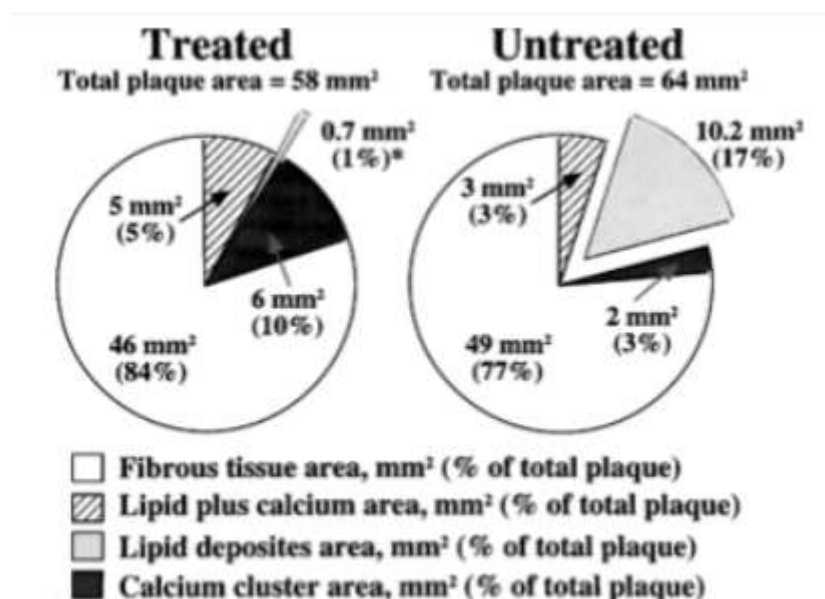 Treated
Total plaque area = 58 mm²
0.7 mm²
(1%)*
5 mm²
(5%)
6 mm²
(10%)
46 mm²
(84%)
Untreated
Total plaque area = 64 mm²
10.2 mm²
(17%)
3 mm²
(3%)
2 mm²
(3%)
49 mm²
(77%)
Fibrous tissue area, mm² (% of total plaque)
Lipid plus calcium area, mm² (% of total plaque)
Lipid deposites area, mm² (% of total plaque)
Calcium cluster area, mm² (% of total plaque)